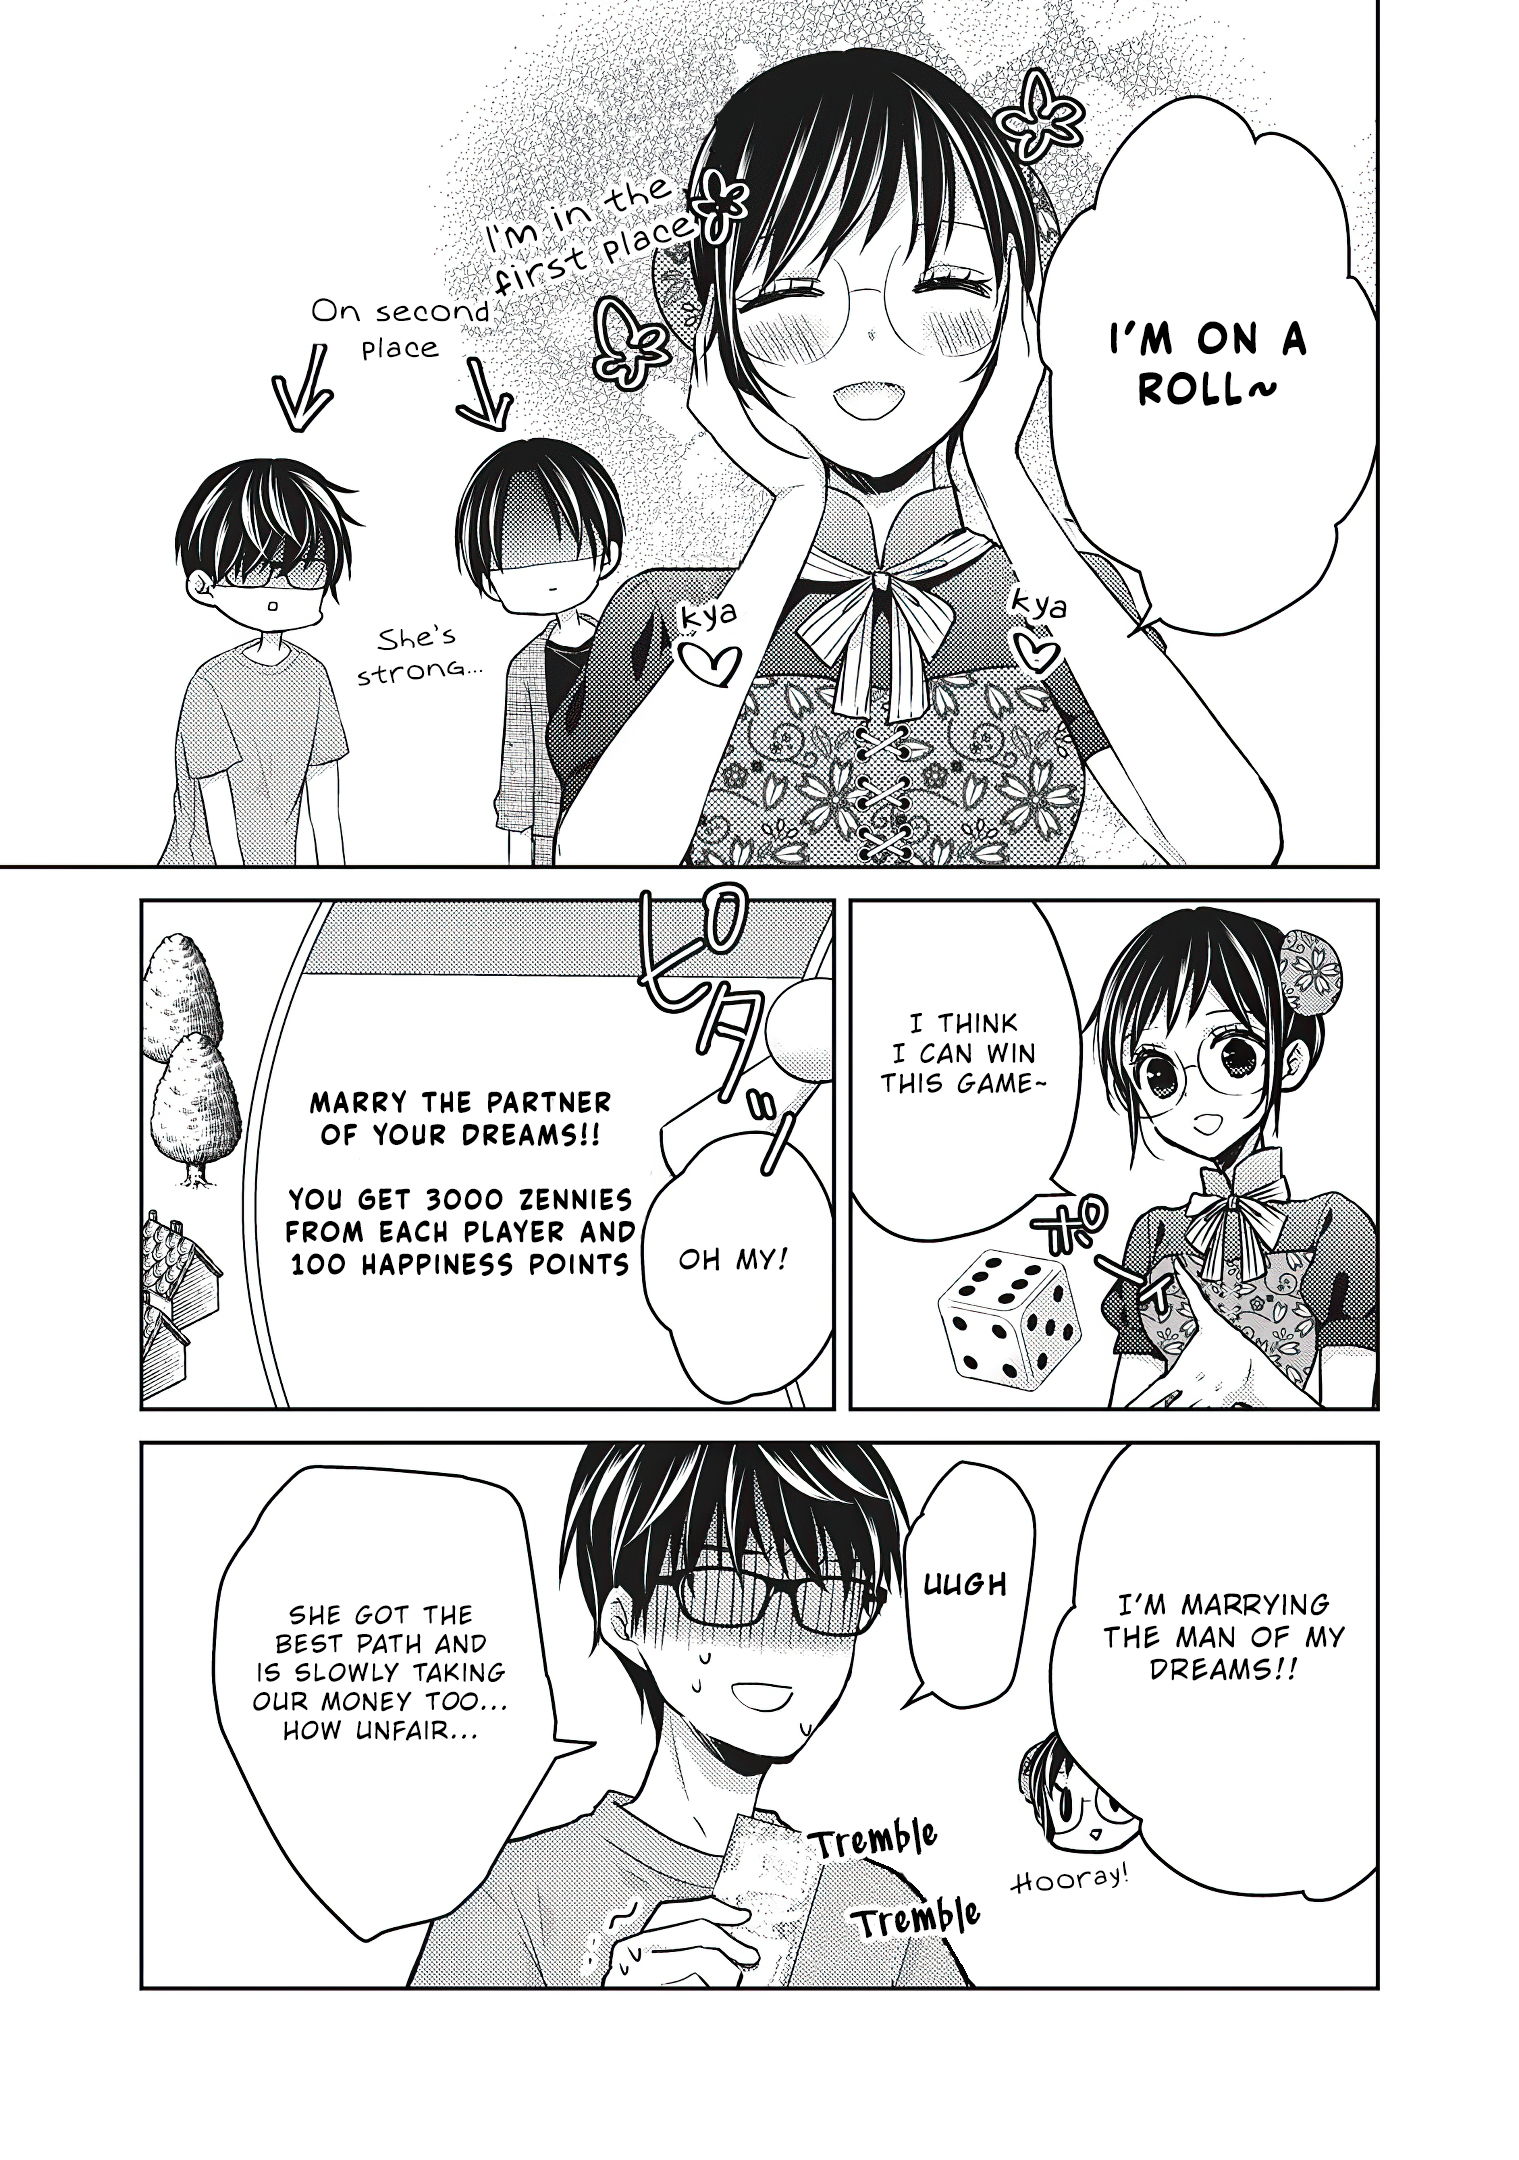 I'M ON A
ROLL~
I'm in the
first place
On second
place
kya
kya
She's
strong...
I THINK
I CAN WIN
THIS GAME~
ポーイ
ピタッ
MARRY THE PARTNER
OF YOUR DREAMS!!
YOU GET 3000 ZENNIES
FROM EACH PLAYER AND
100 HAPPINESS POINTS
OH MY!
I'M MARRYING
THE MAN OF MY
DREAMS!!
Hooray!
UUGH
SHE GOT THE
BEST PATH AND
IS SLOWLY TAKING
OUR MONEY TOO...
HOW UNFAIR...
Tremble
Tremble